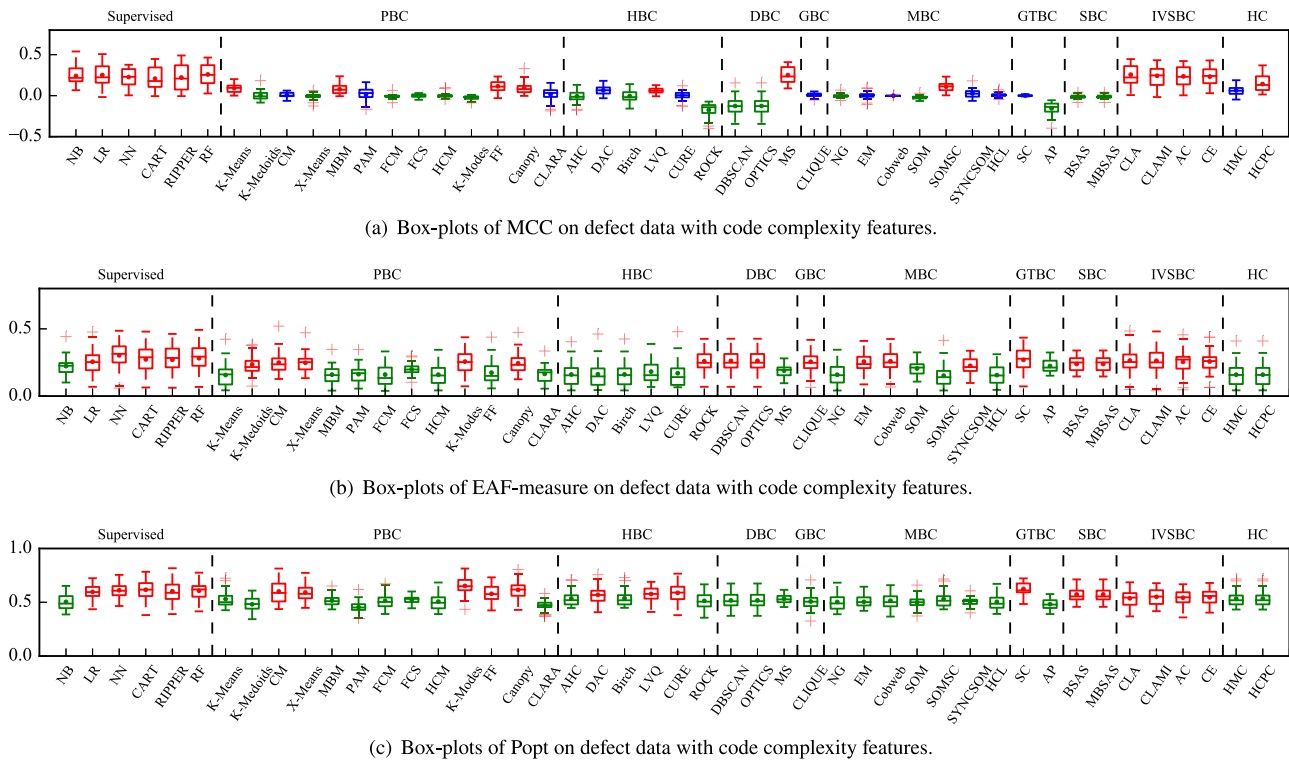 Supervised PBC HBC DBC GBC MBC GTBC SBC IVSBC HC
0.5
0.0
−0.5
NB LR NN CART RIPPER RF K-Means K-Medoids CM X-Means MBM PAM FCM FCS HCM K-Modes FF Canopy CLARA AHC DAC Birch LVQ CURE ROCK DBSCAN OPTICS MS CLIQUE NG EM Cobweb SOM SOMSC SYNCSOM HCL SC AP BSAS MBSAS CLA CLAMI AC CE HMC HCPC
(a) Box-plots of MCC on defect data with code complexity features.
Supervised PBC HBC DBC GBC MBC GTBC SBC IVSBC HC
0.5
0.0
NB LR NN CART RIPPER RF K-Means K-Medoids CM X-Means MBM PAM FCM FCS HCM K-Modes FF Canopy CLARA AHC DAC Birch LVQ CURE ROCK DBSCAN OPTICS MS CLIQUE NG EM Cobweb SOM SOMSC SYNCSOM HCL SC AP BSAS MBSAS CLA CLAMI AC CE HMC HCPC
(b) Box-plots of EAF-measure on defect data with code complexity features.
Supervised PBC HBC DBC GBC MBC GTBC SBC IVSBC HC
1.0
0.5
0.0
NB LR NN CART RIPPER RF K-Means K-Medoids CM X-Means MBM PAM FCM FCS HCM K-Modes FF Canopy CLARA AHC DAC Birch LVQ CURE ROCK DBSCAN OPTICS MS CLIQUE NG EM Cobweb SOM SOMSC SYNCSOM HCL SC AP BSAS MBSAS CLA CLAMI AC CE HMC HCPC
(c) Box-plots of Popt on defect data with code complexity features.